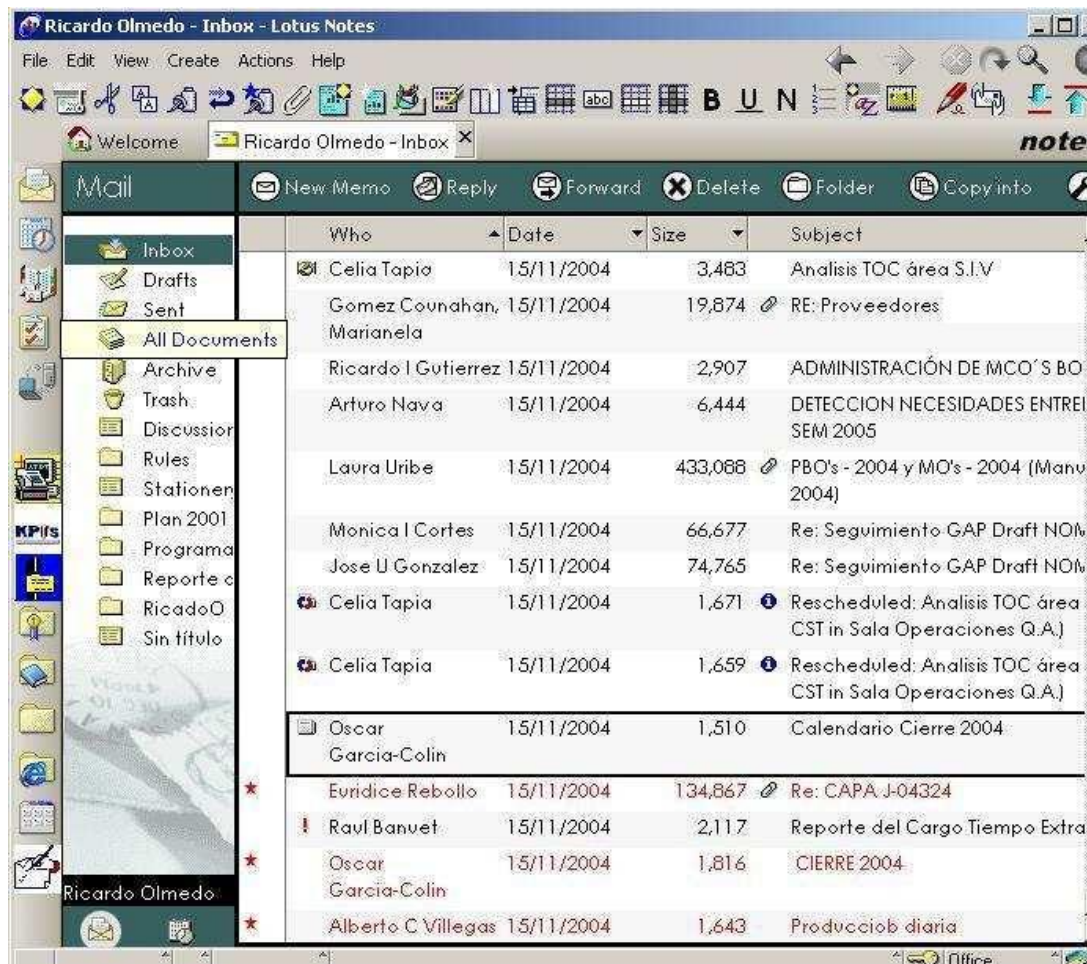 Ricardo Olmedo - Inbox - Lotus Notes
File Edit View Create Actions Help
abc B U N
Welcome Ricardo Olmedo - Inbox
note
Mail New Memo Reply Forward Delete Folder Copy into
Inbox
Drafts
Sent
All Documents
Archive
Trash
Discussion
Rules
Stationer
Plan 2001
Programa
Reporte
RicadoO
Sin título
Ricardo Olmedo
Who Date Size Subject
Celia Tapia 15/11/2004 3,483 Analisis TOC área S.I.V
Gomez Counahan, 15/11/2004 19,874 RE: Proveedores
Marianela
Ricardo I Gutierrez 15/11/2004 2,907 ADMINISTRACIÓN DE MCO´S BO
Arturo Nava 15/11/2004 6,444 DETECCION NECESIDADES ENTRE
SEM 2005
Laura Uribe 15/11/2004 433,088 PBO's - 2004 y MO's - 2004 (Manu
2004)
Monica I Cortes 15/11/2004 66,677 Re: Seguimiento GAP Draft NOM
Jose U Gonzalez 15/11/2004 74,765 Re: Seguimiento GAP Draft NOM
Celia Tapia 15/11/2004 1,671 Rescheduled: Analisis TOC área
CST in Sala Operaciones Q.A.)
Celia Tapia 15/11/2004 1,659 Rescheduled: Analisis TOC área
CST in Sala Operaciones Q.A.)
Oscar 15/11/2004 1,510 Calendario Cierre 2004
Garcia-Colin
Euridice Rebollo 15/11/2004 134,867 Re: CAPA J-04324
Raul Banuet 15/11/2004 2,117 Reporte del Cargo Tiempo Extra
Oscar 15/11/2004 1,816 CIERRE 2004
Garcia-Colin
Alberto C Villegas 15/11/2004 1,643 Producciob diaria
KPI's
Office